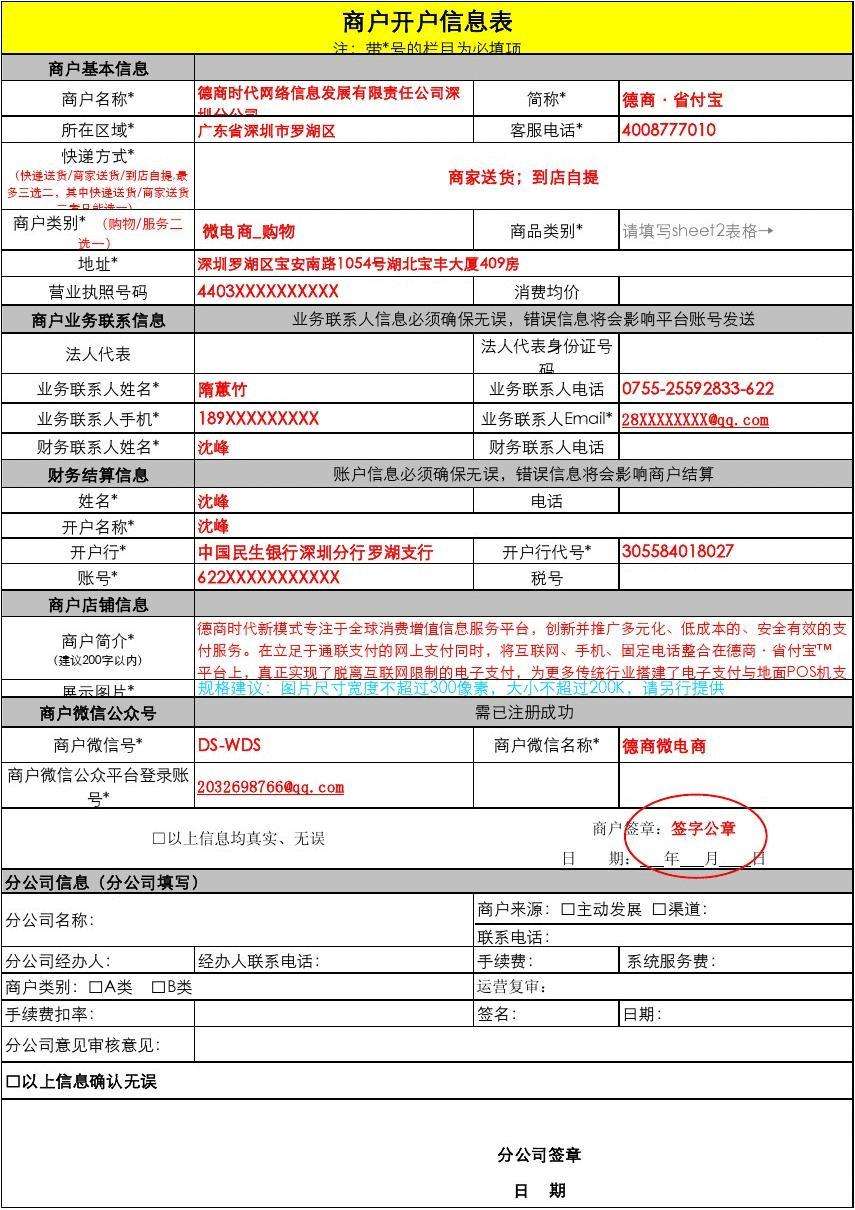 商户开户信息表
注：带*号的栏目为必填项
商户基本信息
商户名称* 德商时代网络信息发展有限责任公司深圳分公司 简称* 德商·省付宝
所在区域* 广东省深圳市罗湖区 客服电话* 4008777010
快递方式*
（快递送货/商家送货/到店自提,最多三选二，其中快递送货/商家送货二者只能选一） 商家送货；到店自提
商户类别*（购物/服务二选一） 微电商_购物 商品类别* 请填写sheet2表格→
地址* 深圳罗湖区宝安南路1054号湖北宝丰大厦409房
营业执照号码 4403XXXXXXXXXXX 消费均价
商户业务联系信息 业务联系人信息必须确保无误，错误信息将会影响平台账号发送
法人代表 法人代表身份证号码
业务联系人姓名* 隋蕙竹 业务联系人电话 0755-25592833-622
业务联系人手机* 189XXXXXXXXX 业务联系人Email* 28XXXXXXXX@qq.com
财务联系人姓名* 沈峰 财务联系人电话
财务结算信息 账户信息必须确保无误，错误信息将会影响商户结算
姓名* 沈峰 电话
开户名称* 沈峰
开户行* 中国民生银行深圳分行罗湖支行 开户行代号* 305584018027
账号* 622XXXXXXXXXXX 税号
商户店铺信息
商户简介*
（建议200字以内）
德商时代新模式专注于全球消费增值信息服务平台，创新并推广多元化、低成本的、安全有效的支
付服务。在立足于通联支付的网上支付同时，将互联网、手机、固定电话整合在德商·省付宝™
平台上，真正实现了脱离互联网限制的电子支付，为更多传统行业搭建了电子支付与地面POS机支
展示图片* 规格建议：图片尺寸宽度不超过300像素，大小不超过200K，请另行提供
商户微信公众号 需已注册成功
商户微信号* DS-WDS 商户微信名称* 德商微电商
商户微信公众平台登录账号* 2032698766@qq.com
□以上信息均真实、无误 商户签章：签字公章
日 期：___年___月____日
分公司信息（分公司填写）
分公司名称： 商户来源：□主动发展 □渠道：
联系电话：
分公司经办人： 经办人联系电话： 手续费： 系统服务费：
商户类别：□A类 □B类 运营复审：
手续费扣率： 签名： 日期：
分公司意见审核意见：
□以上信息确认无误
分公司签章
日 期